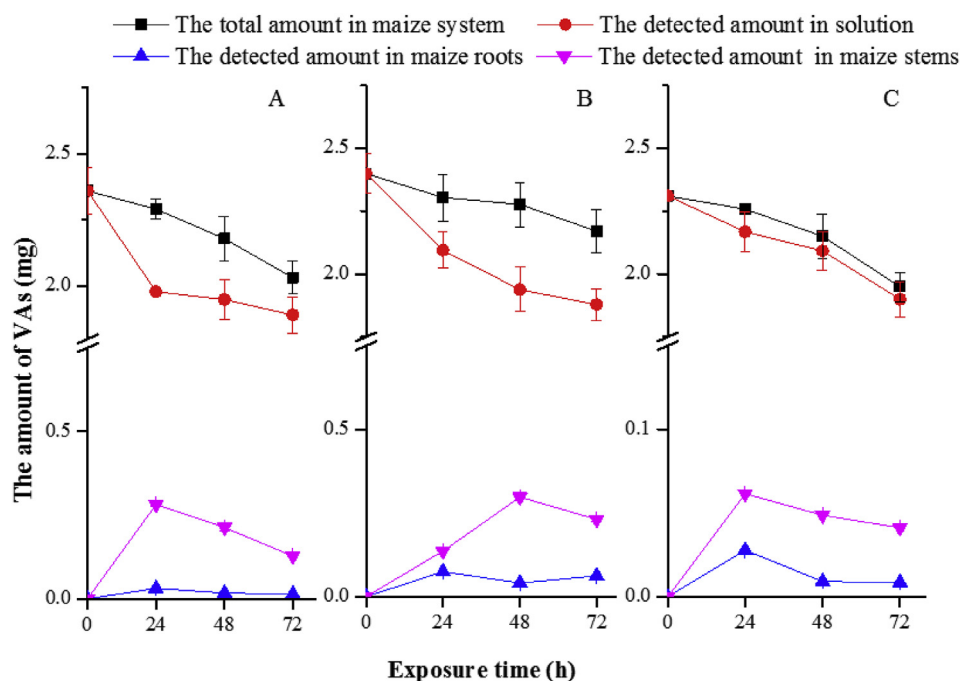 The total amount in maize system
The detected amount in solution
The detected amount in maize roots
The detected amount in maize stems
The amount of VAs (mg)
A
2.5
2.0
0.5
0.0
0
24
48
72
B
2.5
2.0
0.5
0.0
0
24
48
72
C
2.5
2.0
0.1
0.0
0
24
48
72
Exposure time (h)